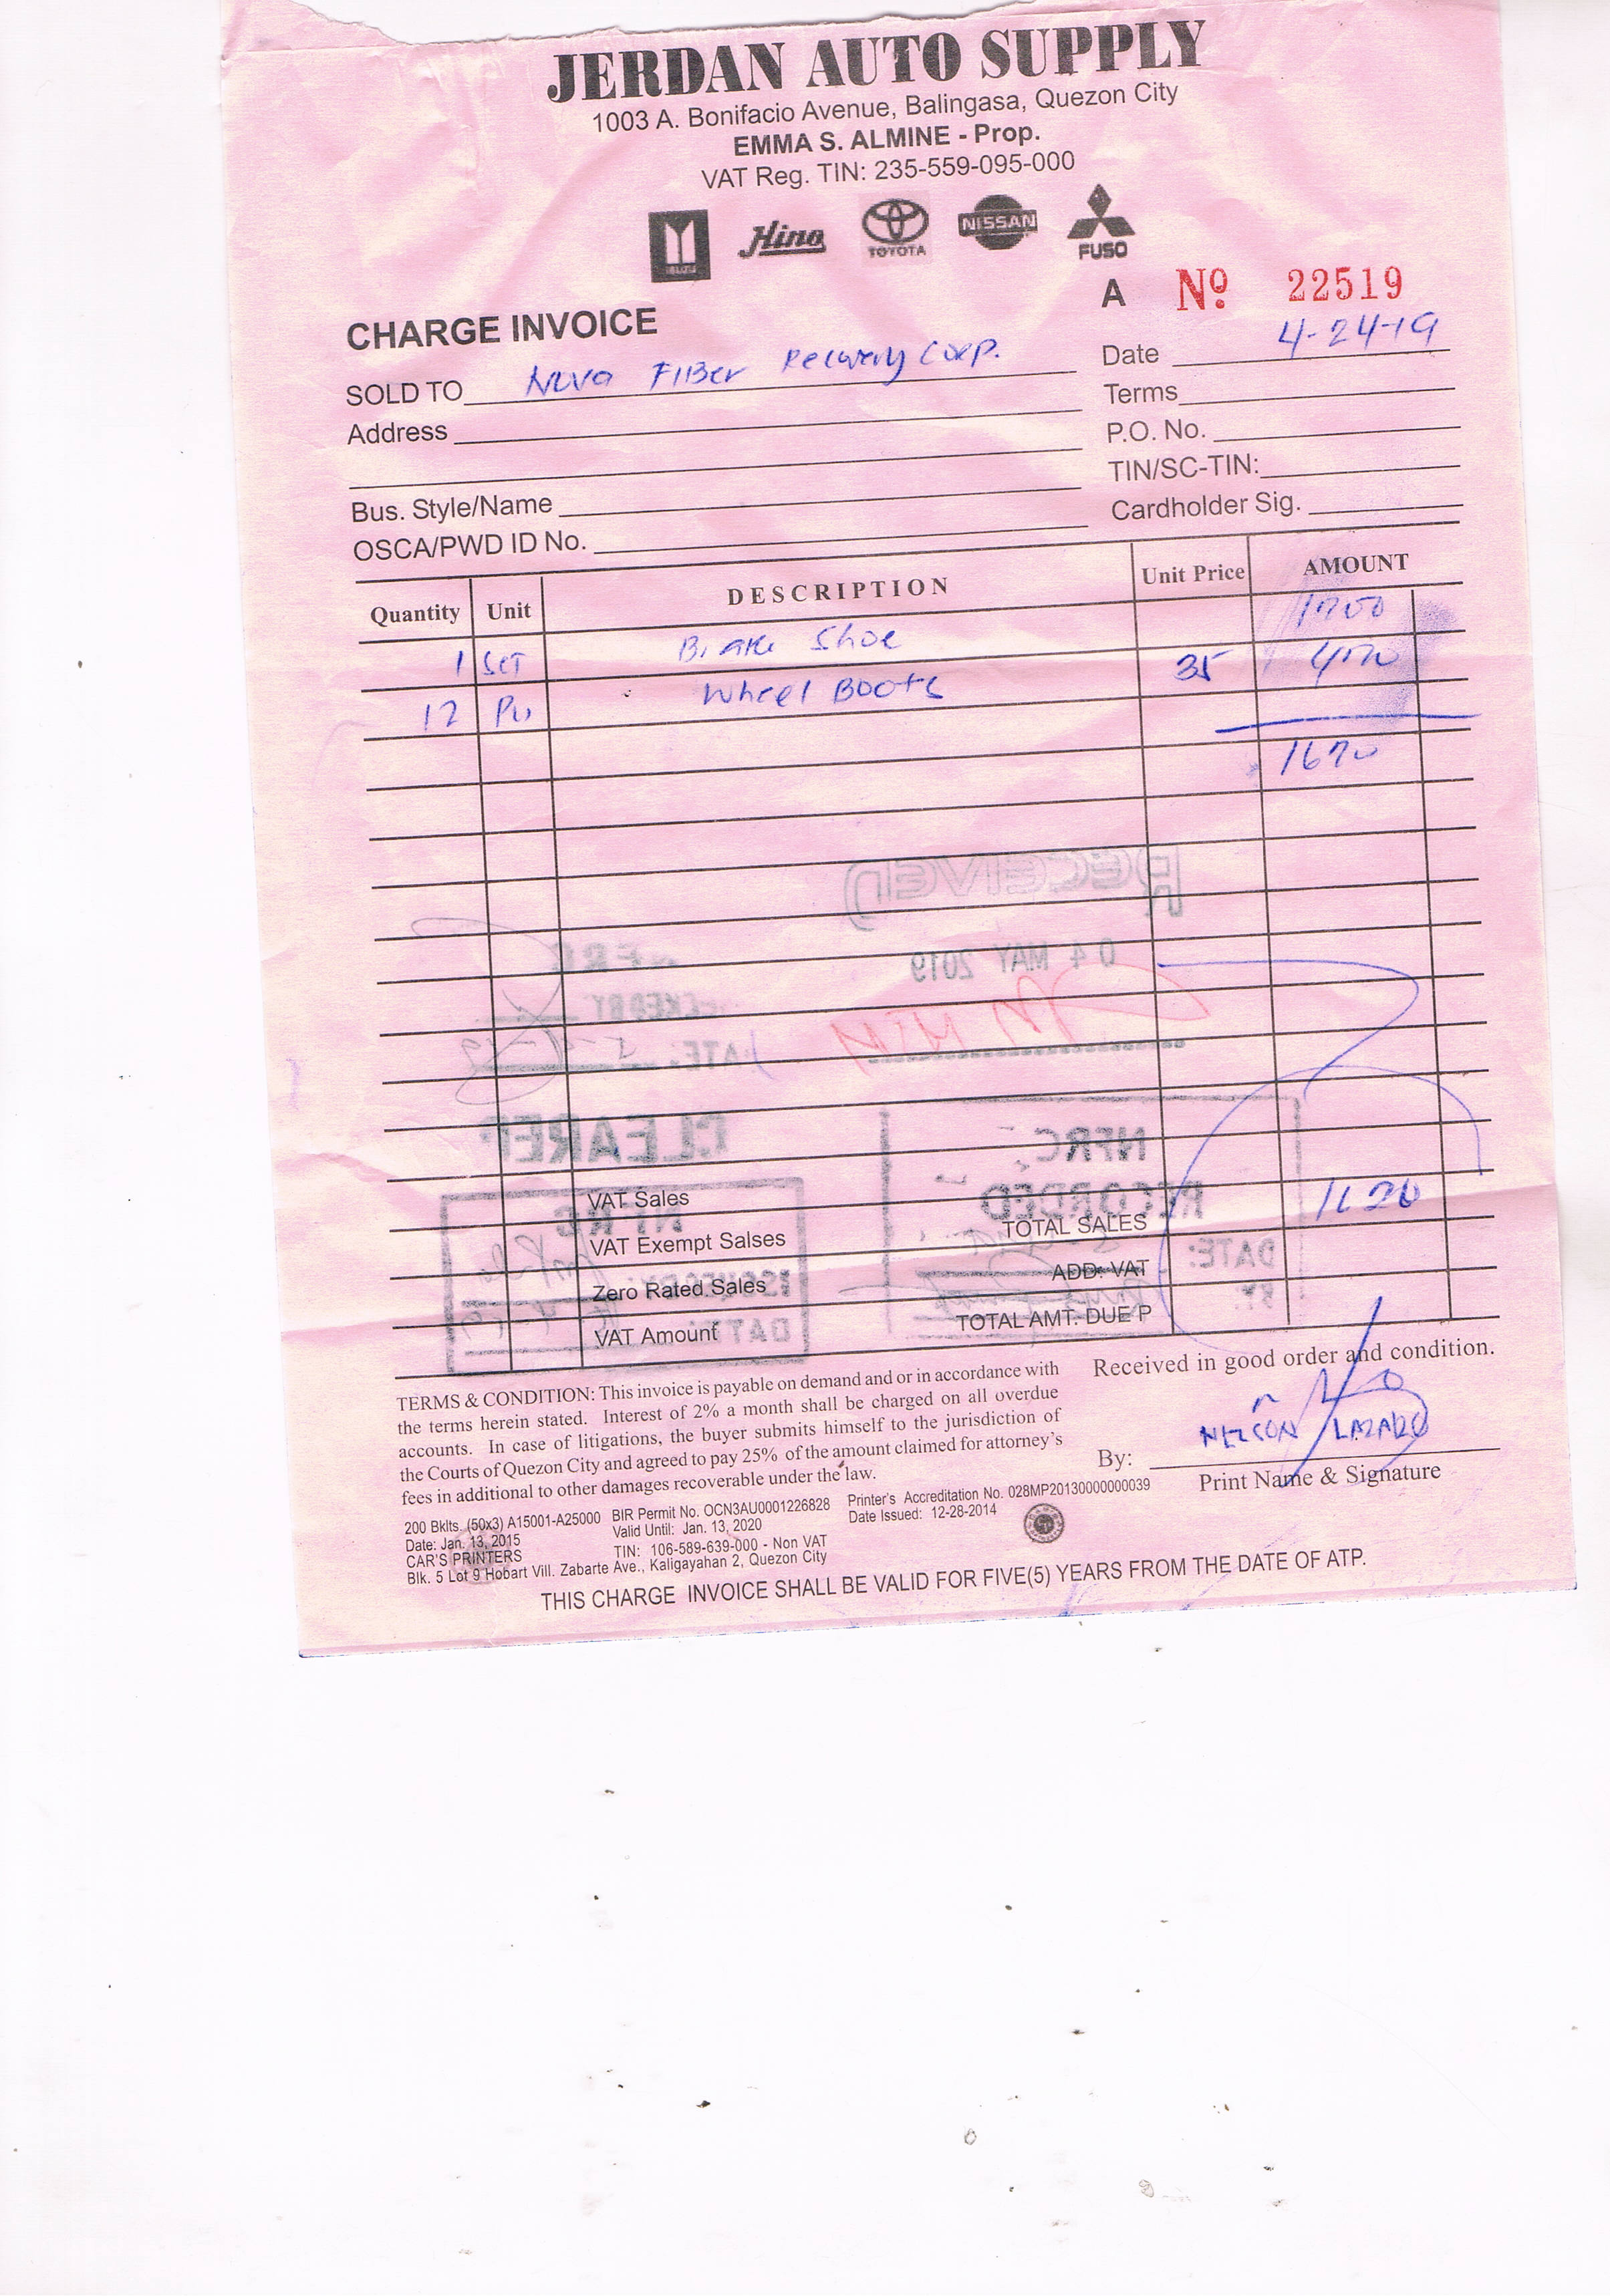 JERDAN AUTO SUPPLY
1003 A. Bonifacio Avenue, Balingasa, Quezon City
EMMA S. ALMINE - Prop.
VAT Reg. TIN: 235-559-095-000
ISUZU Hino TOYOTA NISSAN FUSO
A Nº 22519
CHARGE INVOICE
Date 4-24-19
SOLD TO Nova FIBer Recovery Corp.
Terms
Address
P.O. No.
TIN/SC-TIN:
Bus. Style/Name
Cardholder Sig.
OSCA/PWD ID No.
Quantity Unit DESCRIPTION Unit Price AMOUNT
1 SET Brake Shoe 1200
12 Wheel Boots 35 420
1620
RECEIVED
04 MAY 2019
DATE:
CLEARED
NFRC
RECORDED
DATE:
BY:
NFRC
ISSUED BY:
DATE:
VAT Sales
TOTAL SALES 1620
VAT Exempt Salses
ADD: VAT
Zero Rated Sales
TOTAL AMT. DUE P
VAT Amount
TERMS & CONDITION: This invoice is payable on demand and or in accordance with
the terms herein stated. Interest of 2% a month shall be charged on all overdue
accounts. In case of litigations, the buyer submits himself to the jurisdiction of
the Courts of Quezon City and agreed to pay 25% of the amount claimed for attorney's
fees in additional to other damages recoverable under the law.
Received in good order and condition.
NELSON LAZARO
By:
Print Name & Signature
200 Bklts. (50x3) A15001-A25000 BIR Permit No. OCN3AU0001226828 Printer's Accreditation No. 028MP20130000000039
Date: Jan. 13, 2015 Valid Until: Jan. 13, 2020 Date Issued: 12-28-2014
CAR'S PRINTERS TIN: 106-589-639-000 - Non VAT
Blk. 5 Lot 9 Hobart Vill. Zabarte Ave., Kaligayahan 2, Quezon City
THIS CHARGE INVOICE SHALL BE VALID FOR FIVE(5) YEARS FROM THE DATE OF ATP.